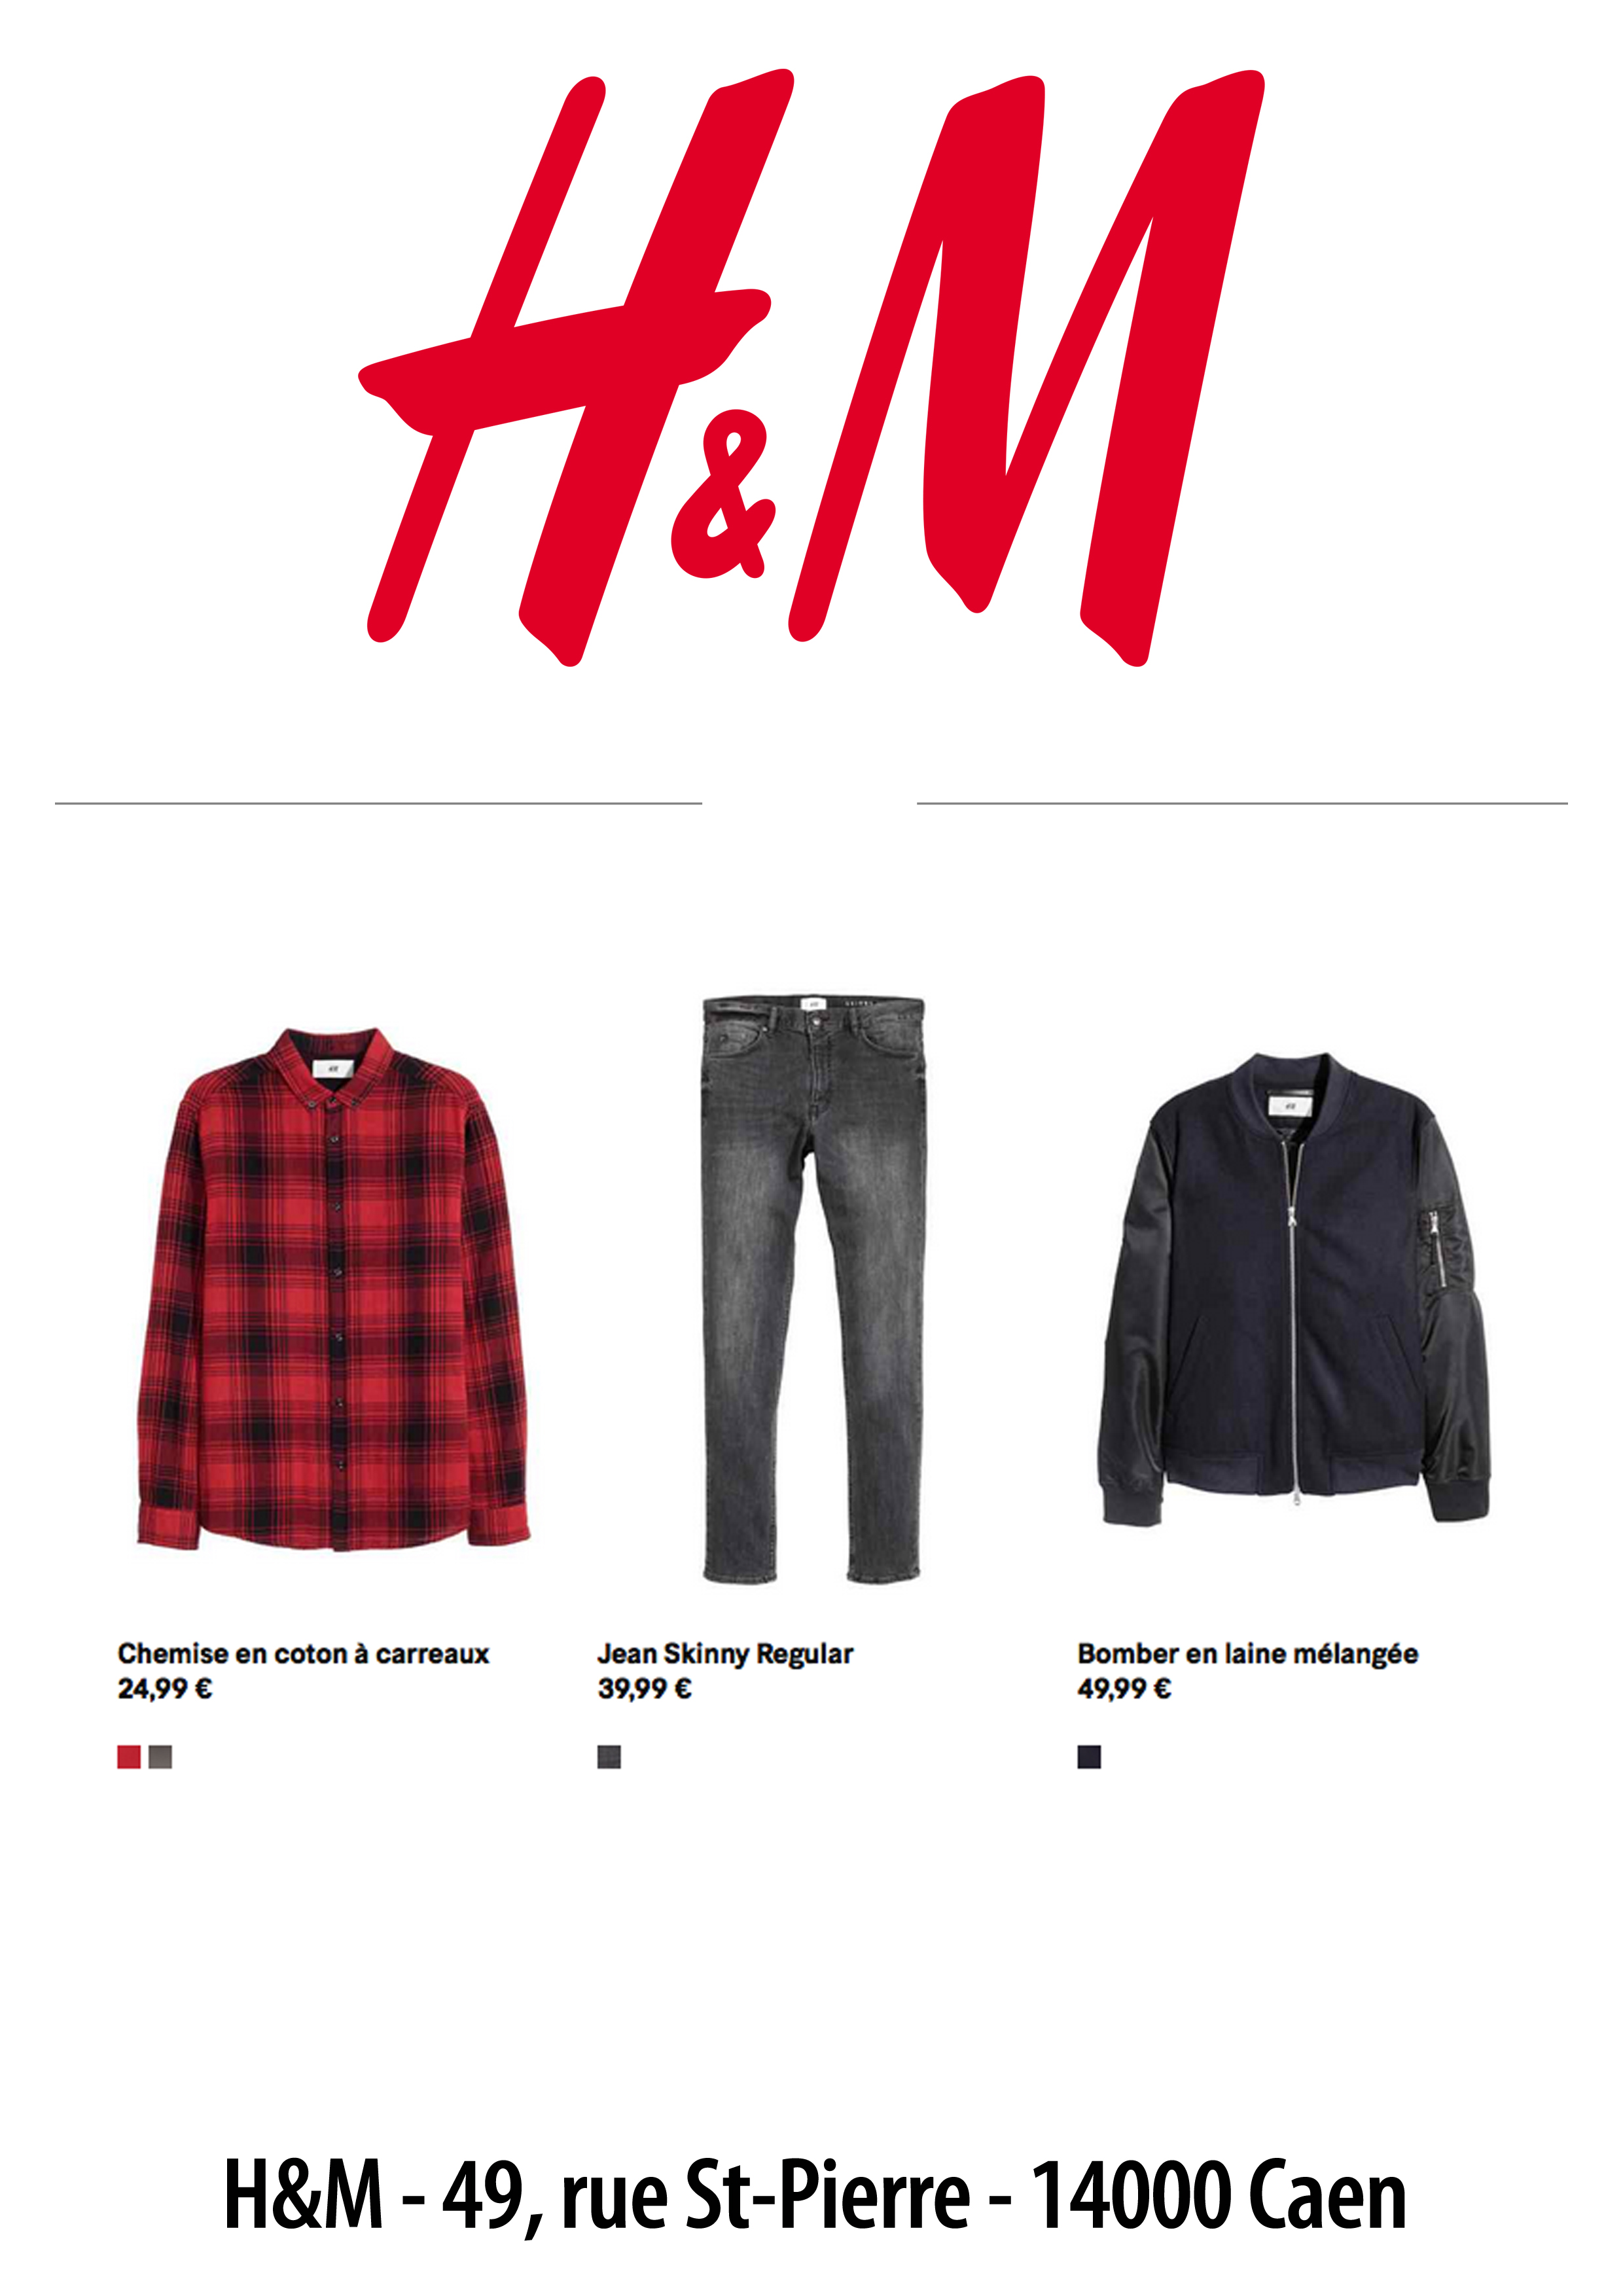 H&M
Chemise en coton à carreaux
24,99 €
Jean Skinny Regular
39,99 €
Bomber en laine mélangée
49,99 €
H&M - 49, rue St-Pierre - 14000 Caen